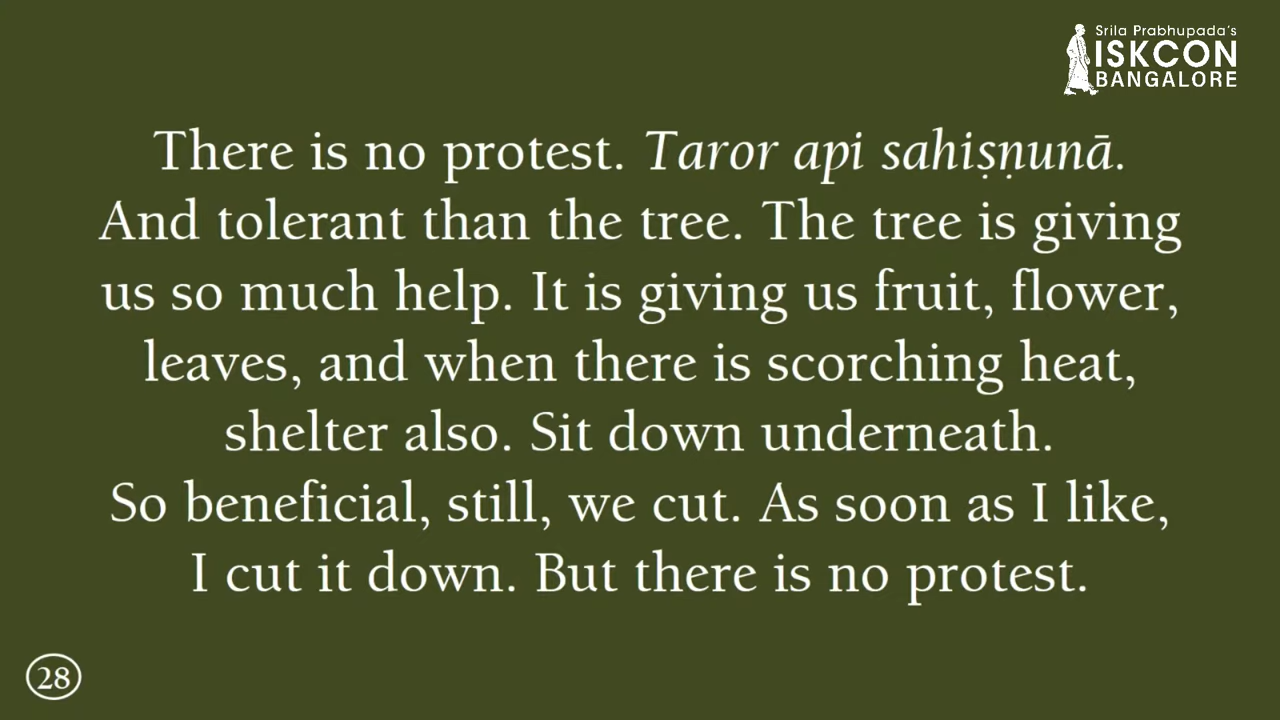 Srila Prabhupada's
ISKCON
BANGALORE
There is no protest. Taror api sahiṣṇunā.
And tolerant than the tree. The tree is giving
us so much help. It is giving us fruit, flower,
leaves, and when there is scorching heat,
shelter also. Sit down underneath.
So beneficial, still, we cut. As soon as I like,
I cut it down. But there is no protest.
28